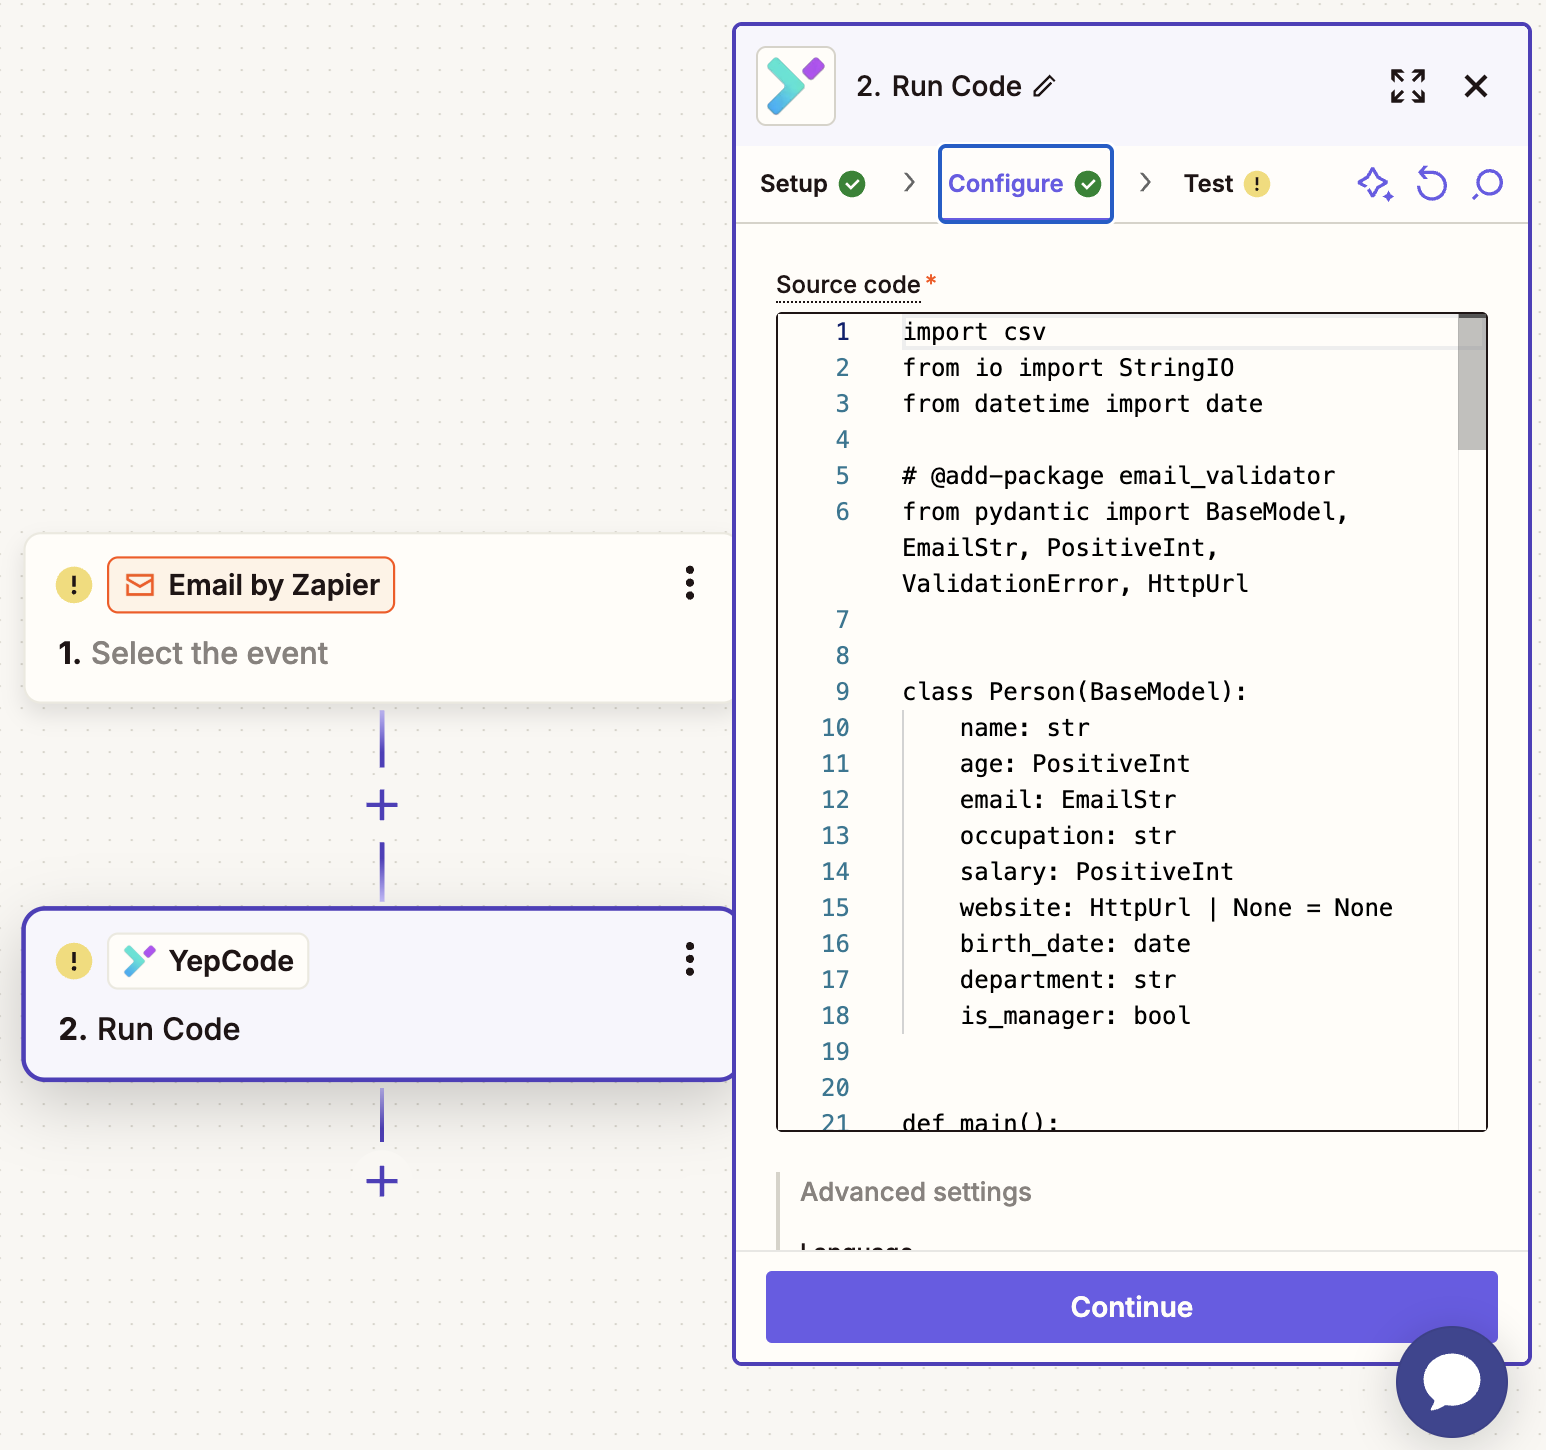 Email by Zapier
1. Select the event
YepCode
2. Run Code
2. Run Code
Setup
Configure
Test
Source code *
1 import csv
2 from io import StringIO
3 from datetime import date
4
5 # @add-package email_validator
6 from pydantic import BaseModel,
EmailStr, PositiveInt,
ValidationError, HttpUrl
7
8
9 class Person(BaseModel):
10 name: str
11 age: PositiveInt
12 email: EmailStr
13 occupation: str
14 salary: PositiveInt
15 website: HttpUrl | None = None
16 birth_date: date
17 department: str
18 is_manager: bool
19
20
21 def main():
Advanced settings
Language
Continue